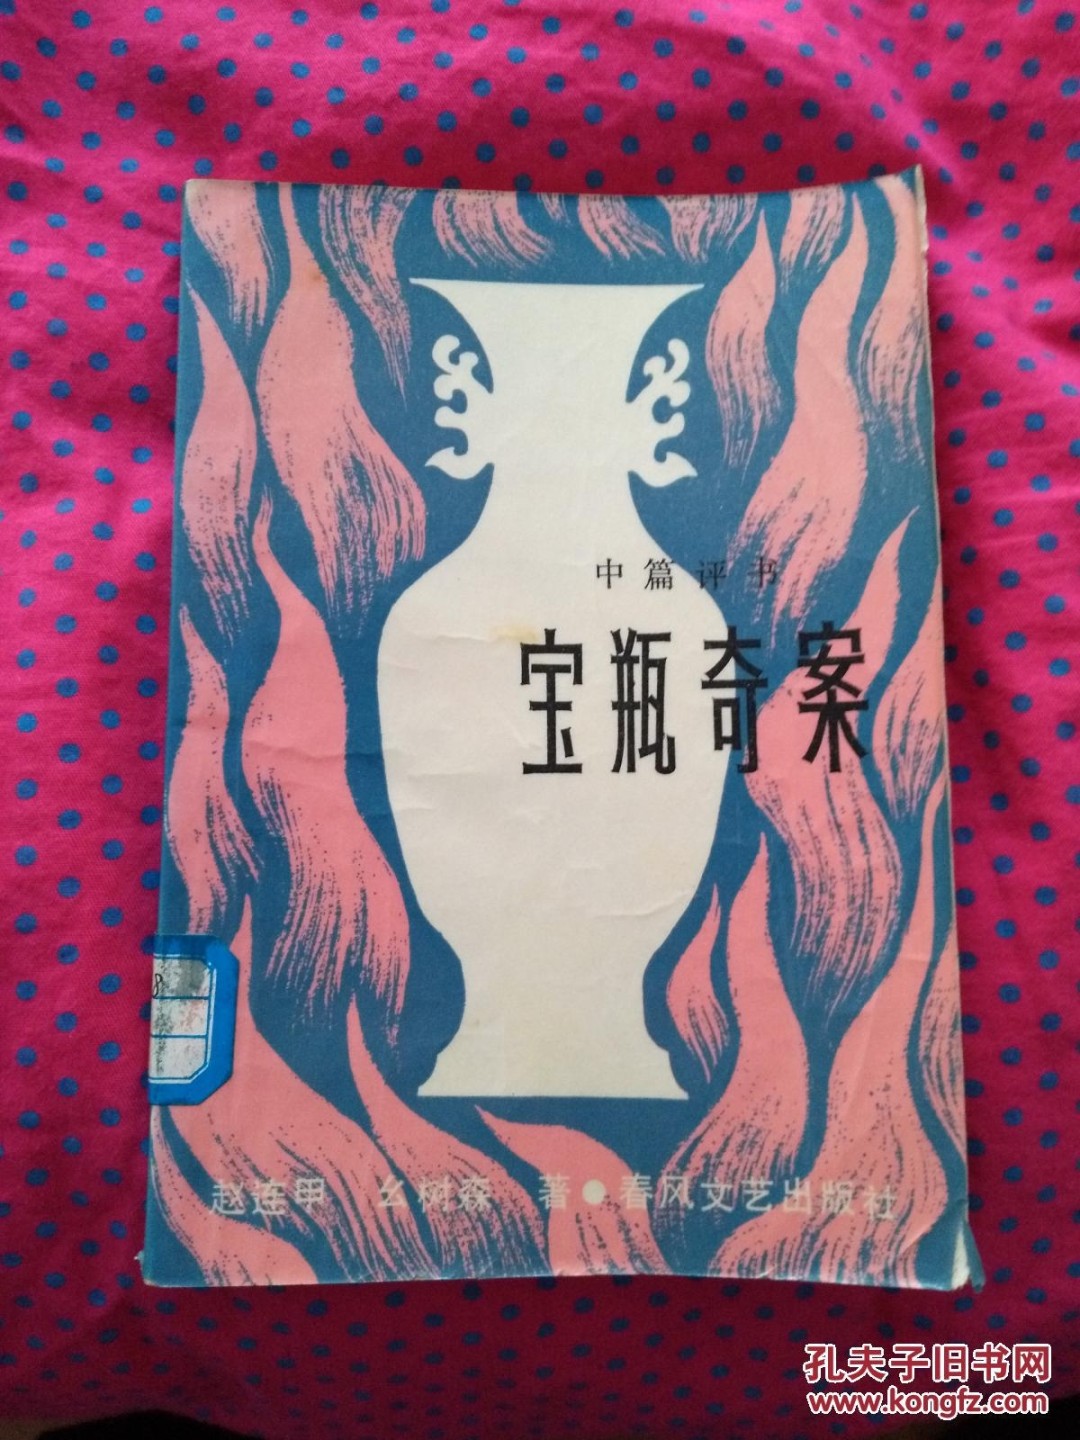 中篇评书
宝瓶奇案
8
赵连甲 幺树森 著●春风文艺出版社
孔夫子旧书网
www.kongfz.com